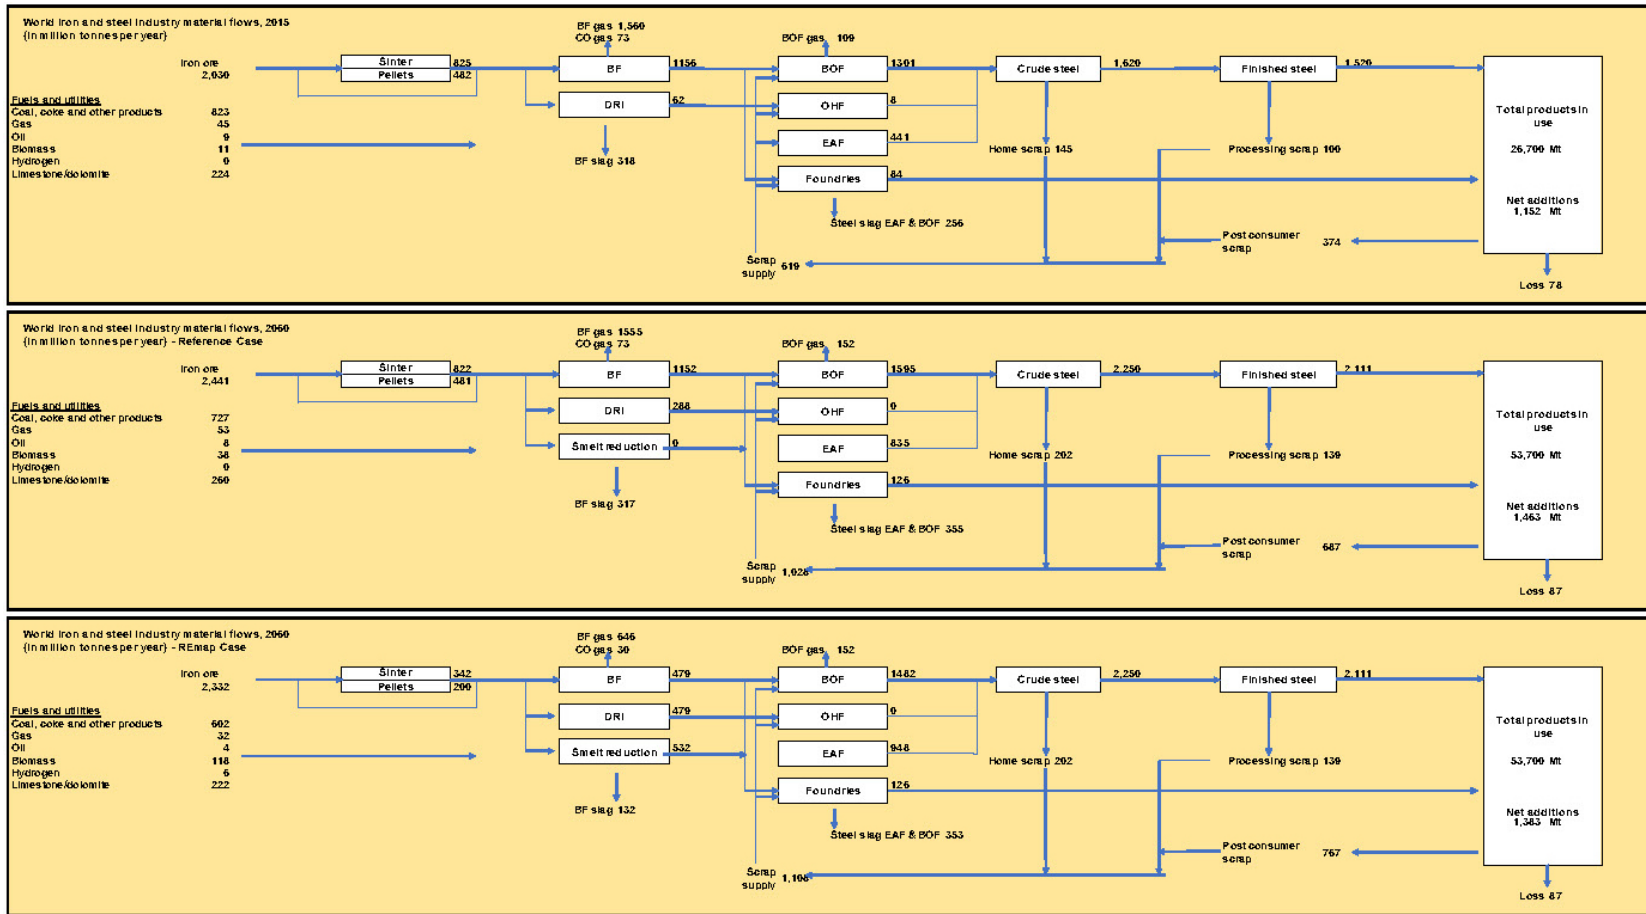 World iron and steel industry material flows, 2015
(in million tonnes per year)
BF gas 1,560
CO gas 73
BOF gas 109
Iron ore
2,030
Sinter 825
Pellets 482
BF 1156
BOF 1301
Crude steel 1,620
Finished steel 1,520
DRI 62
OHF 8
Fuels and utilities
Coal, coke and other products 823
Gas 45
Oil 9
Biomass 11
Hydrogen 0
Limestone/dolomite 224
EAF 441
BF slag 318
Home scrap 145
Processing scrap 100
Foundries 84
Steel slag EAF & BOF 256
Total products in
use
26,700 Mt
Net additions
1,152 Mt
Post consumer
scrap 374
Scrap
supply 619
Loss 78
World iron and steel industry material flows, 2060
(in million tonnes per year) - Reference Case
BF gas 1555
CO gas 73
BOF gas 152
Iron ore
2,441
Sinter 822
Pellets 481
BF 1152
BOF 1595
Crude steel 2,250
Finished steel 2,111
DRI 288
OHF 0
Fuels and utilities
Coal, coke and other products 727
Gas 53
Oil 8
Biomass 38
Hydrogen 0
Limestone/dolomite 260
Smelt reduction 0
EAF 835
BF slag 317
Home scrap 202
Processing scrap 139
Foundries 126
Steel slag EAF & BOF 355
Total products in
use
53,700 Mt
Net additions
1,463 Mt
Post consumer
scrap 687
Scrap
supply 1,028
Loss 87
World iron and steel industry material flows, 2060
(in million tonnes per year) - REmap Case
BF gas 646
CO gas 30
BOF gas 152
Iron ore
2,332
Sinter 342
Pellets 200
BF 479
BOF 1482
Crude steel 2,250
Finished steel 2,111
DRI 479
OHF 0
Fuels and utilities
Coal, coke and other products 602
Gas 32
Oil 4
Biomass 118
Hydrogen 6
Limestone/dolomite 222
Smelt reduction 532
EAF 948
BF slag 132
Home scrap 202
Processing scrap 139
Foundries 126
Steel slag EAF & BOF 353
Total products in
use
53,700 Mt
Net additions
1,383 Mt
Post consumer
scrap 767
Scrap
supply 1,108
Loss 87